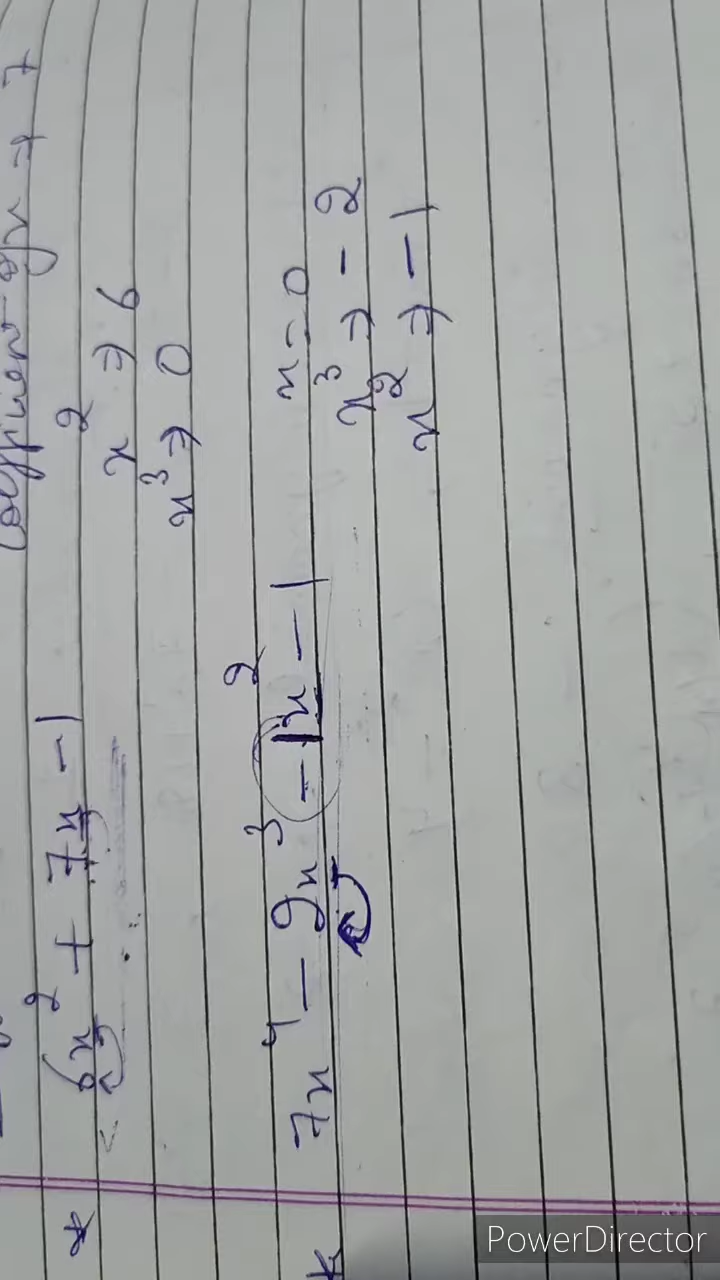 Coefficient of x → 7
* 6x² + 7x - 1
x² ⇒ 6
x³ ⇒ 0
7x⁴ - 2x³ - 1x² - 1
x = 0
x³ ⇒ - 2
x² ⇒ - 1
PowerDirector